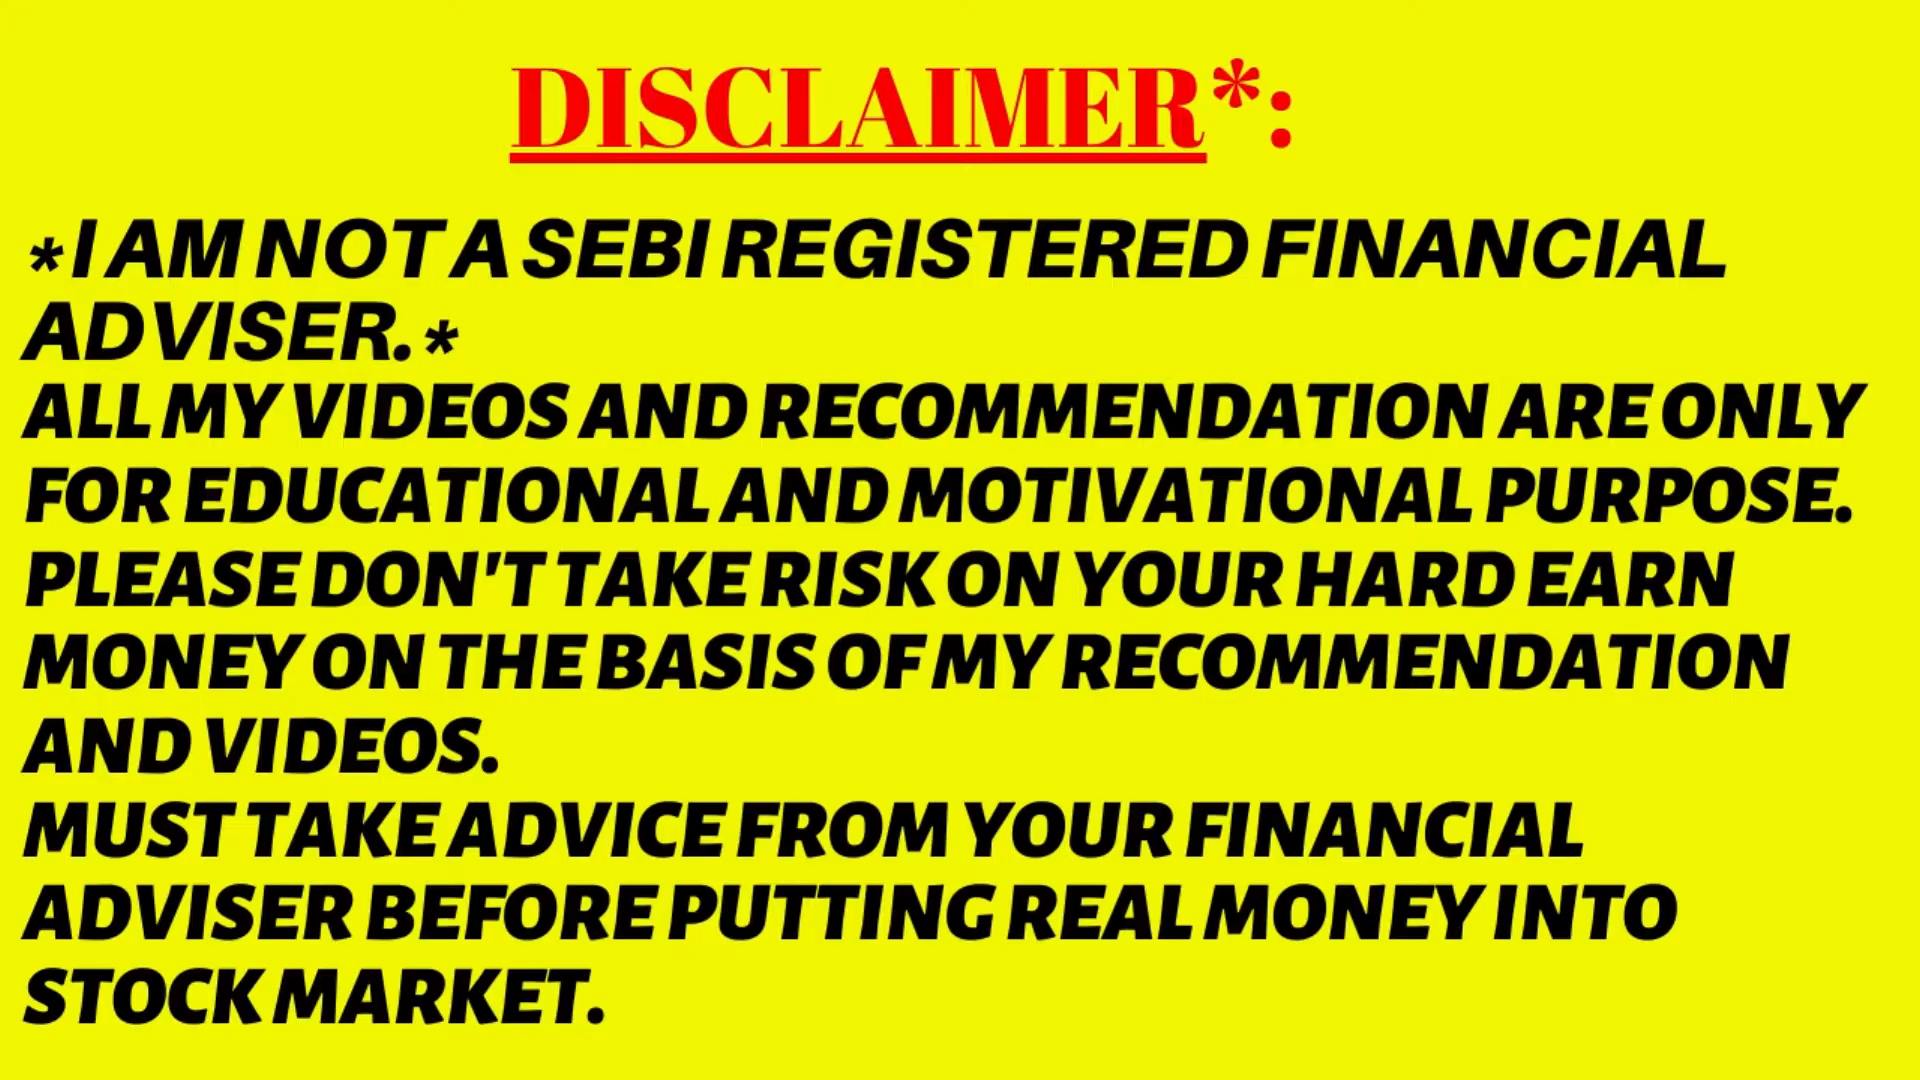 DISCLAIMER*:
*I AM NOT A SEBI REGISTERED FINANCIAL
ADVISER.*
ALL MY VIDEOS AND RECOMMENDATION ARE ONLY
FOR EDUCATIONAL AND MOTIVATIONAL PURPOSE.
PLEASE DON'T TAKE RISK ON YOUR HARD EARN
MONEY ON THE BASIS OF MY RECOMMENDATION
AND VIDEOS.
MUST TAKE ADVICE FROM YOUR FINANCIAL
ADVISER BEFORE PUTTING REAL MONEY INTO
STOCK MARKET.